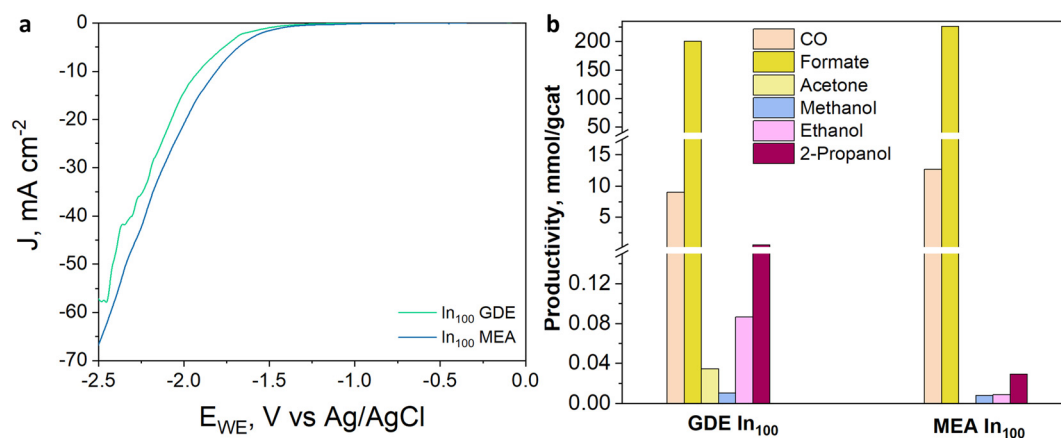 a
0
-10
-20
-30
-40
-50
-60
-70
J, mA cm⁻²
In₁₀₀ GDE
In₁₀₀ MEA
-2.5 -2.0 -1.5 -1.0 -0.5 0.0
E_WE, V vs Ag/AgCl
b
200
150
100
50
15
10
5
0.12
0.08
0.04
0.00
Productivity, mmol/gcat
CO
Formate
Acetone
Methanol
Ethanol
2-Propanol
GDE In₁₀₀ MEA In₁₀₀